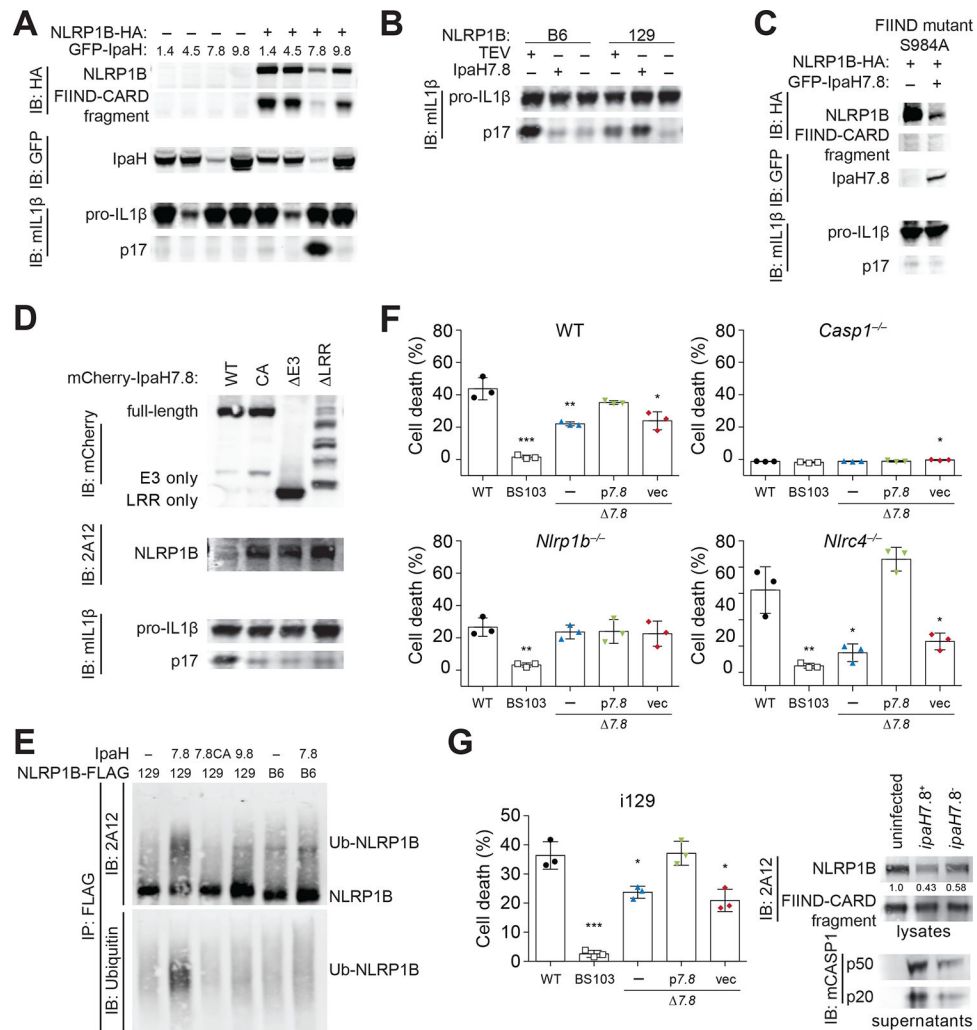 A
NLRP1B-HA: – – – – + + + +
GFP-IpaH: 1.4 4.5 7.8 9.8 1.4 4.5 7.8 9.8
IB: HA
NLRP1B
FIIND-CARD
fragment
IB: GFP
IpaH
IB: mIL1β
pro-IL1β
p17
B
NLRP1B: B6 129
TEV + – – + – –
IpaH7.8 – + – – + –
IB: mIL1β
pro-IL1β
p17
C
FIIND mutant
S984A
NLRP1B-HA: + +
GFP-IpaH7.8: – +
IB: HA
NLRP1B
FIIND-CARD
fragment
IB: GFP
IpaH7.8
IB: mIL1β
pro-IL1β
p17
D
mCherry-IpaH7.8: WT CA ΔE3 ΔLRR
IB: mCherry
full-length
E3 only
LRR only
IB: 2A12
NLRP1B
IB: mIL1β
pro-IL1β
p17
E
IpaH – 7.8 7.8CA 9.8 – 7.8
NLRP1B-FLAG 129 129 129 129 B6 B6
IP: FLAG
IB: 2A12
Ub-NLRP1B
NLRP1B
IB: Ubiquitin
Ub-NLRP1B
F
WT
Cell death (%)
80
60
40
20
0
*** ** *
WT BS103 – p7.8 vec
Δ7.8
Casp1–/–
Cell death (%)
80
60
40
20
0
*
WT BS103 – p7.8 vec
Δ7.8
Nlrp1b–/–
Cell death (%)
80
60
40
20
0
**
WT BS103 – p7.8 vec
Δ7.8
Nlrc4–/–
Cell death (%)
80
60
40
20
0
** * *
WT BS103 – p7.8 vec
Δ7.8
G
i129
Cell death (%)
50
40
30
20
10
0
*** * *
WT BS103 – p7.8 vec
Δ7.8
uninfected ipaH7.8+ ipaH7.8-
IB: 2A12
NLRP1B
1.0 0.43 0.58
FIIND-CARD
fragment
lysates
IB: mCASP1
p50
p20
supernatants